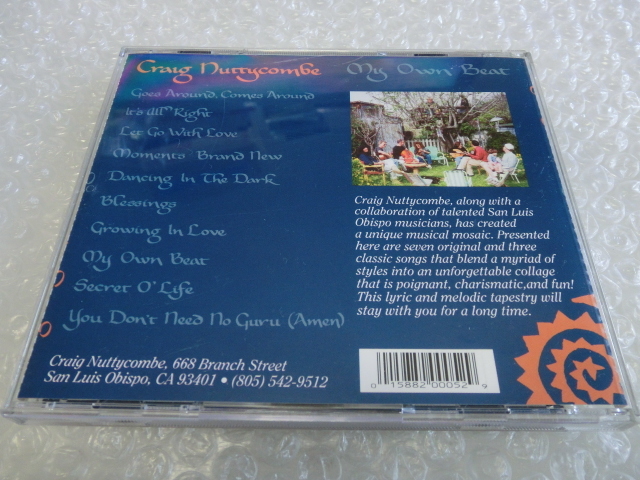 Craig Nuttycombe My Own Beat
Goes Around, Comes Around
It's All Right
Let Go With Love
Moments Brand New
Dancing In The Dark
Blessings
Growing In Love
My Own Beat
Secret O' Life
You Don't Need No Guru (Amen)
Craig Nuttycombe, along with a
collaboration of talented San Luis
Obispo musicians, has created
a unique musical mosaic. Presented
here are seven original and three
classic songs that blend a myriad of
styles into an unforgettable collage
that is poignant, charismatic,and fun!
This lyric and melodic tapestry will
stay with you for a long time.
Craig Nuttycombe, 668 Branch Street
San Luis Obispo, CA 93401 • (805) 542-9512
0 15882 00052 9